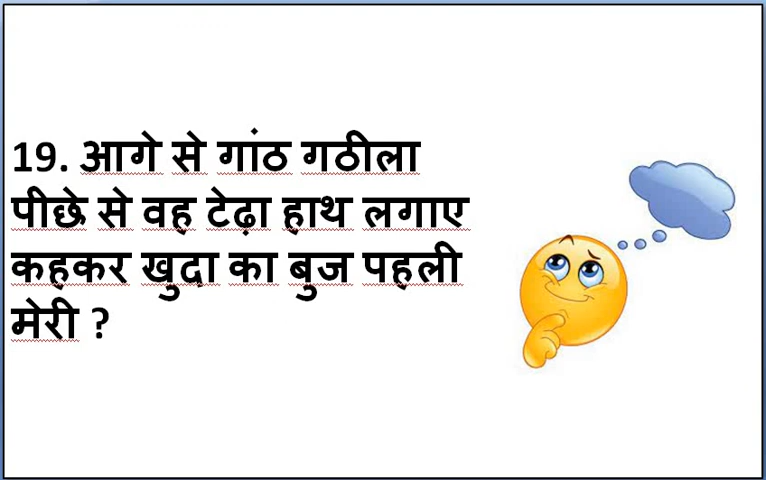 19. आगे से गांठ गठीला
पीछे से वह टेढ़ा हाथ लगाए
कहकर खुदा का बुज पहली
मेरी ?